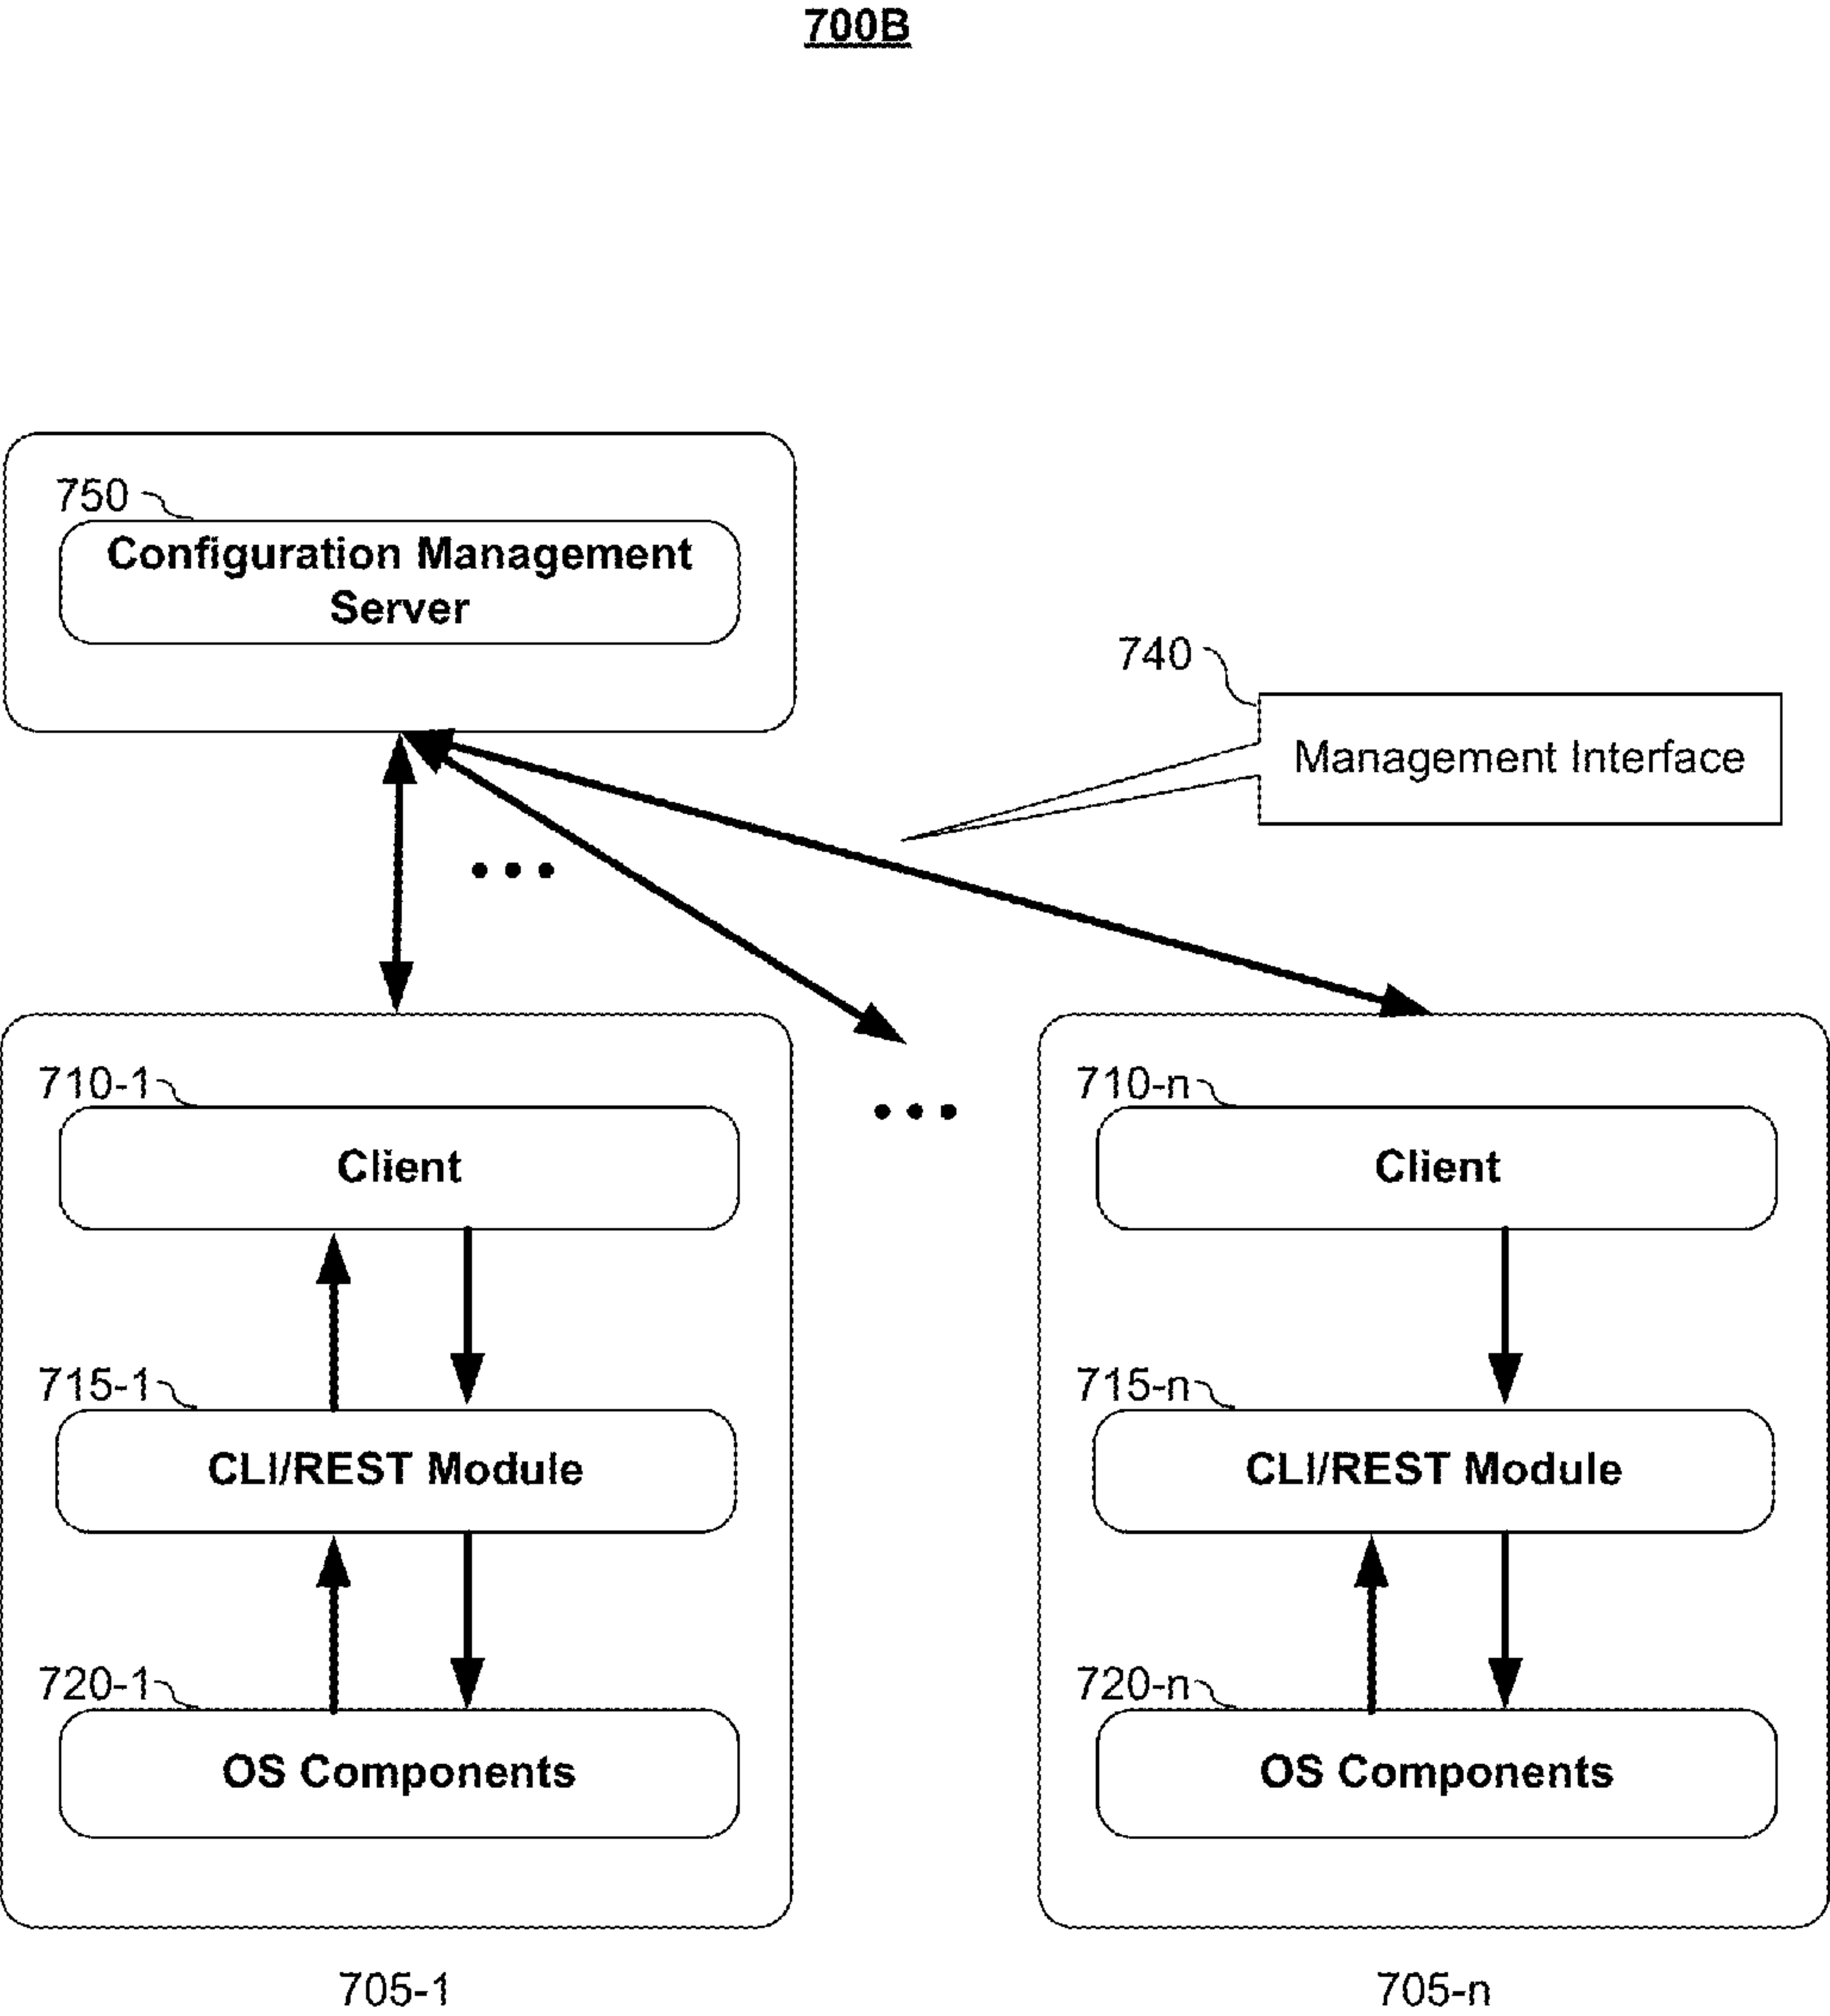 700B
750
Configuration Management
Server
740
Management Interface
710-1
Client
710-n
Client
715-1
CLI/REST Module
715-n
CLI/REST Module
720-1
OS Components
720-n
OS Components
705-1
705-n